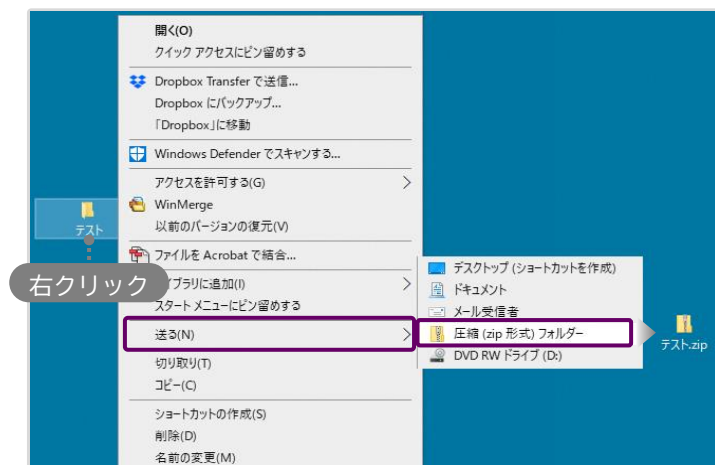 開く(O)
クイック アクセスにピン留めする
Dropbox Transfer で送信...
Dropbox にバックアップ...
「Dropbox」に移動
Windows Defender でスキャンする...
アクセスを許可する(G)
WinMerge
以前のバージョンの復元(V)
テスト
ファイルを Acrobat で結合...
右クリック
イブラリに追加(I)
スタート メニューにピン留めする
送る(N)
切り取り(T)
コピー(C)
ショートカットの作成(S)
削除(D)
名前の変更(M)
デスクトップ (ショートカットを作成)
ドキュメント
メール受信者
圧縮 (zip 形式) フォルダー
DVD RW ドライブ (D:)
テスト.zip